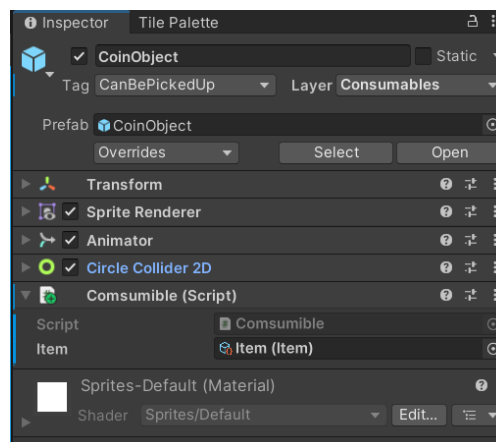 Inspector Tile Palette
CoinObject Static
Tag CanBePickedUp Layer Consumables
Prefab CoinObject
Overrides Select Open
Transform
Sprite Renderer
Animator
Circle Collider 2D
Comsumible (Script)
Script Comsumible
Item Item (Item)
Sprites-Default (Material)
Shader Sprites/Default Edit...